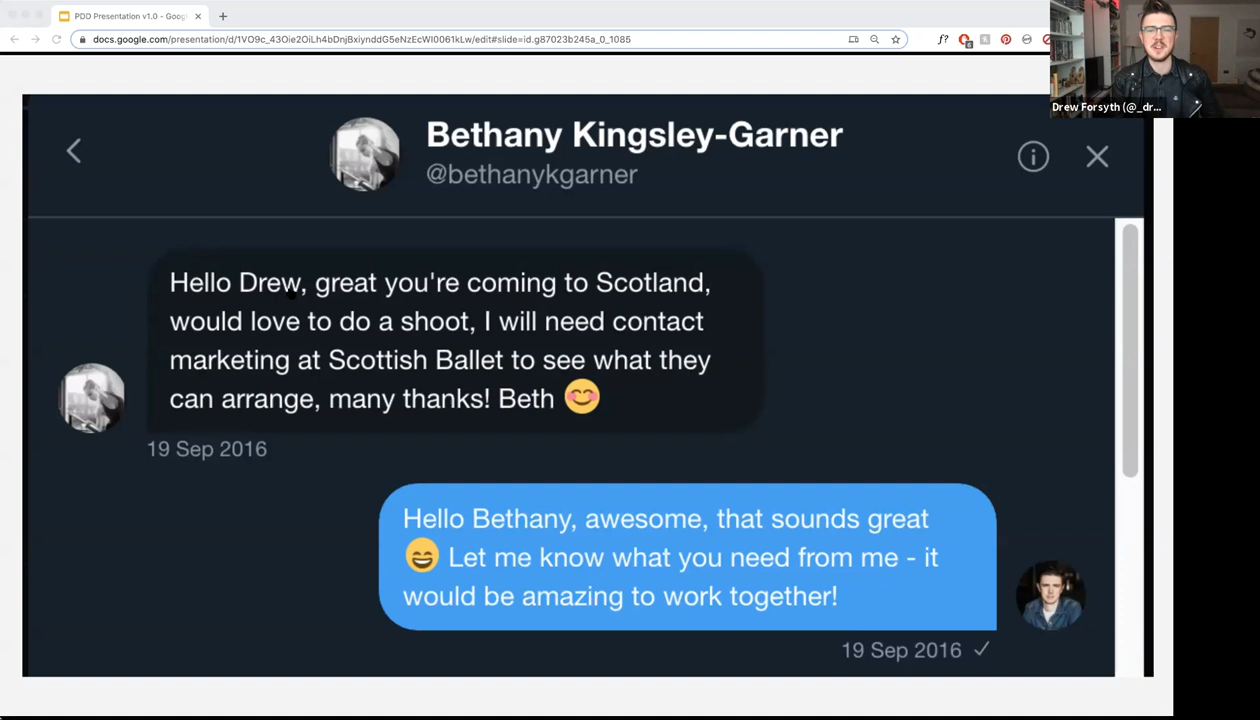 PDD Presentation v1.0 - Goog
docs.google.com/presentation/d/1VO9c_43Oie2OiLh4bDnjBxiynddG5eNzEcWI0061kLw/edit#slide=id.g87023b245a_0_1085
f?
6
Drew Forsyth (@_dr...
Bethany Kingsley-Garner
@bethanykgarner
Hello Drew, great you're coming to Scotland,
would love to do a shoot, I will need contact
marketing at Scottish Ballet to see what they
can arrange, many thanks! Beth 😊
19 Sep 2016
Hello Bethany, awesome, that sounds great
😄 Let me know what you need from me - it
would be amazing to work together!
19 Sep 2016 ✓